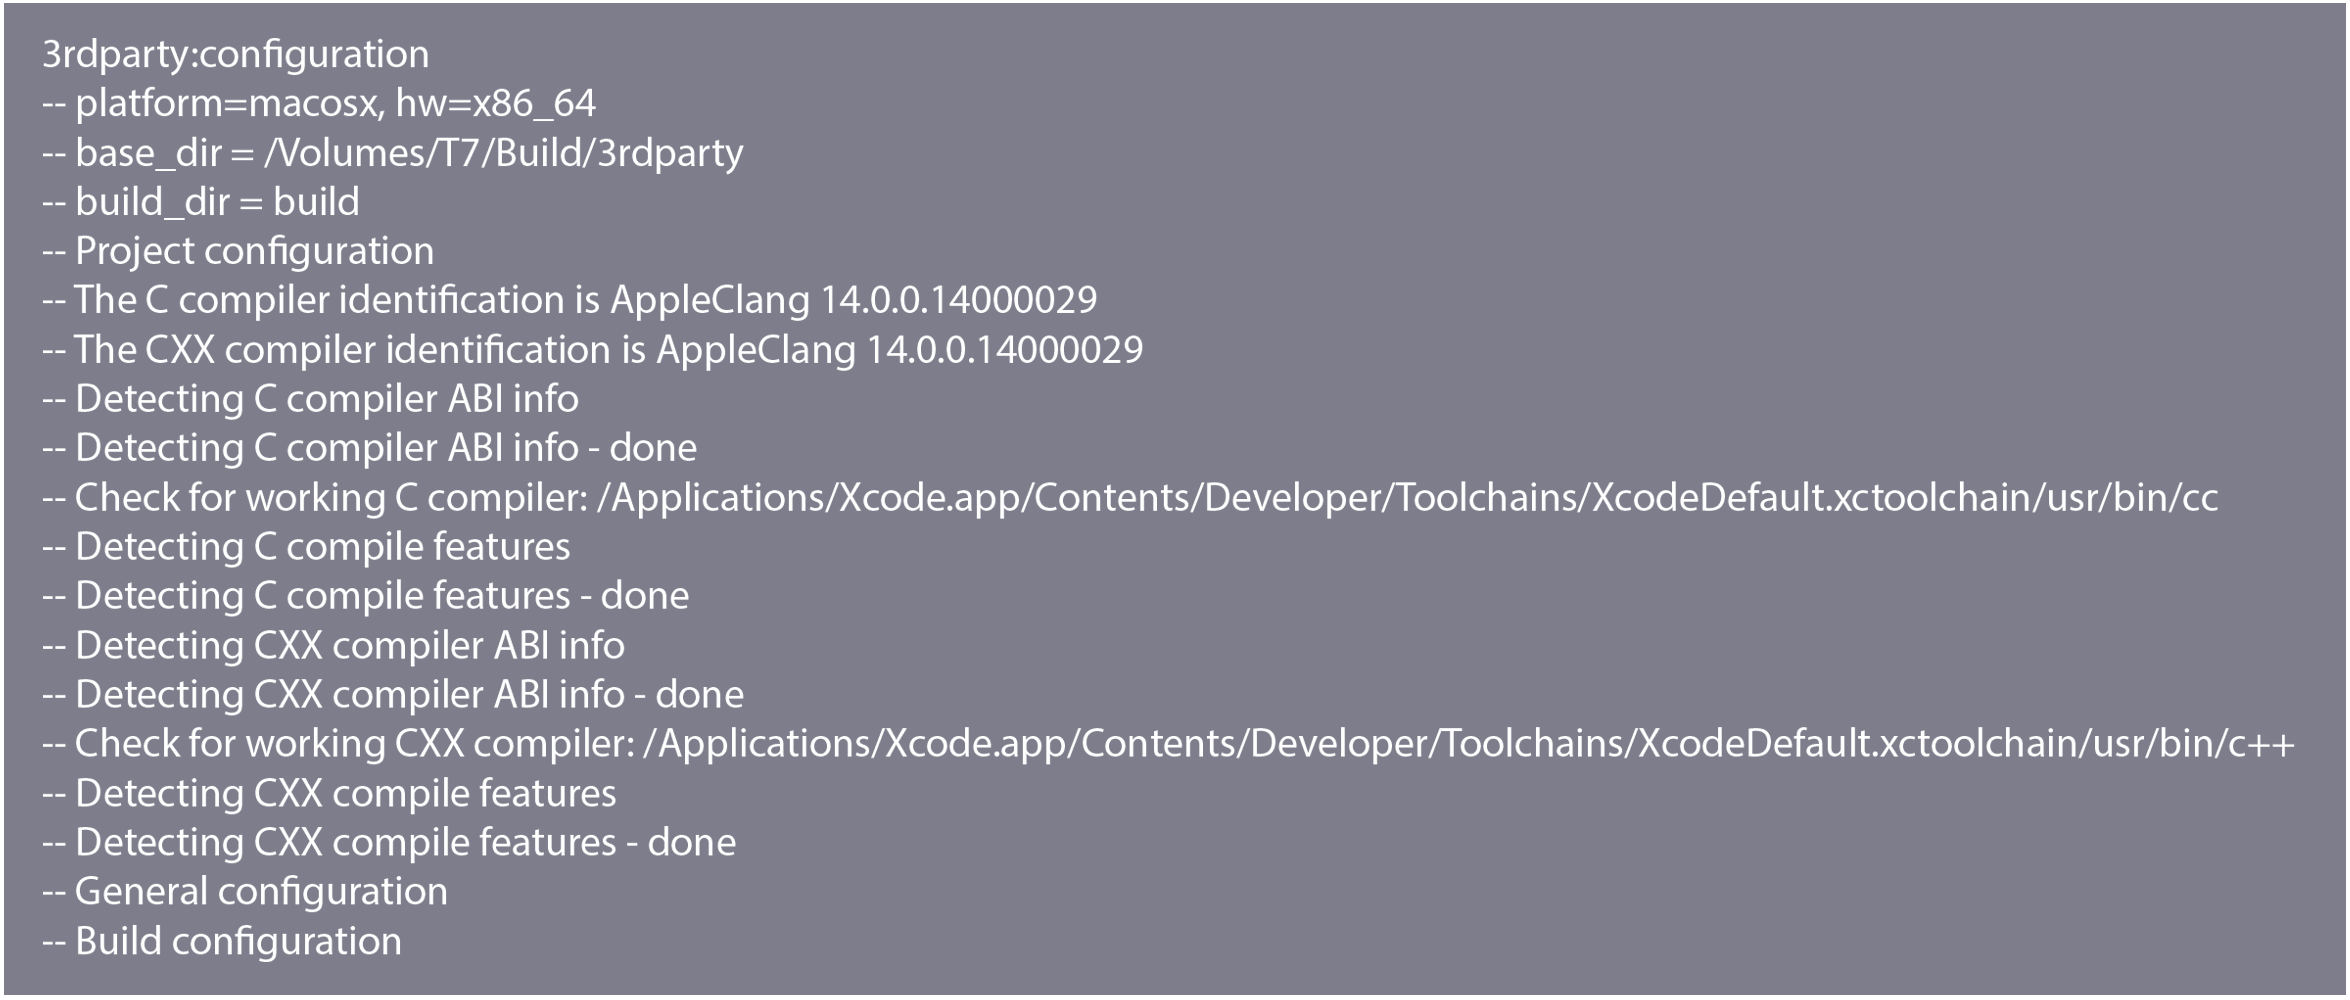 3rdparty:configuration
-- platform=macosx, hw=x86_64
-- base_dir = /Volumes/T7/Build/3rdparty
-- build_dir = build
-- Project configuration
-- The C compiler identification is AppleClang 14.0.0.14000029
-- The CXX compiler identification is AppleClang 14.0.0.14000029
-- Detecting C compiler ABI info
-- Detecting C compiler ABI info - done
-- Check for working C compiler: /Applications/Xcode.app/Contents/Developer/Toolchains/XcodeDefault.xctoolchain/usr/bin/cc
-- Detecting C compile features
-- Detecting C compile features - done
-- Detecting CXX compiler ABI info
-- Detecting CXX compiler ABI info - done
-- Check for working CXX compiler: /Applications/Xcode.app/Contents/Developer/Toolchains/XcodeDefault.xctoolchain/usr/bin/c++
-- Detecting CXX compile features
-- Detecting CXX compile features - done
-- General configuration
-- Build configuration